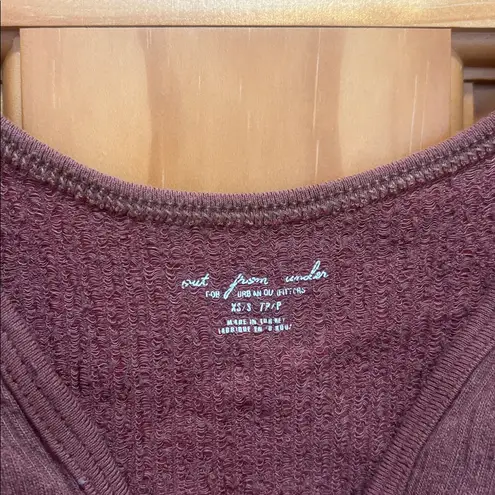 out from under
FOR URBAN OUTFITTERS
XS/S TP/P
MADE IN TURKEY